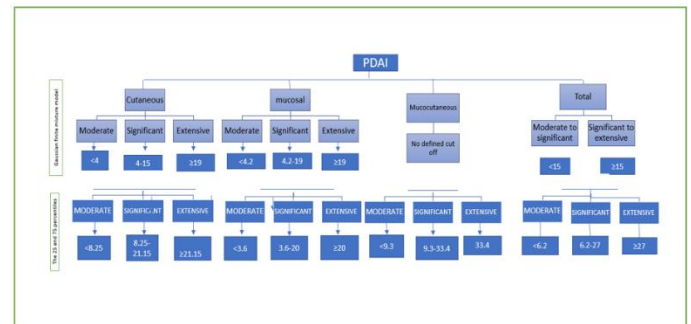 PDAI
Gaussian finite mixture model
Cutaneous
mucosal
Mucocutaneous
Total
Moderate
Significant
Extensive
Moderate
Significant
Extensive
No defined cut
off
Moderate to
significant
Significant to
extensive
<4
4-15
≥19
<4.2
4.2-19
≥19
<15
≥15
The 25 and 75 percentiles
MODERATE
SIGNIFICANT
EXTENSIVE
MODERATE
SIGNIFICANT
EXTENSIVE
MODERATE
SIGNIFICANT
EXTENSIVE
MODERATE
SIGNIFICANT
EXTENSIVE
<8.25
8.25-
21.15
≥21.15
<3.6
3.6-20
≥20
<9.3
9.3-33.4
33.4
<6.2
6.2-27
≥27